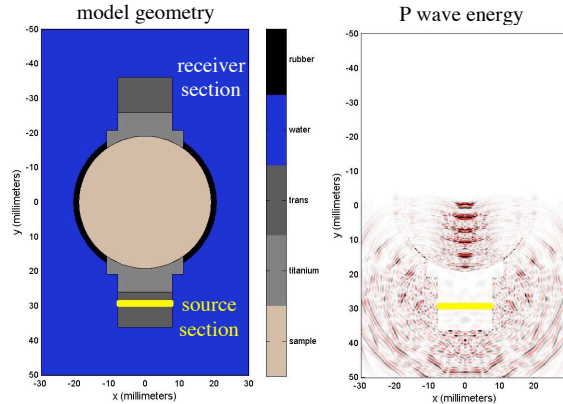 model geometry
P wave energy
-50
-40
-30
-20
-10
0
10
20
30
40
50
y (millimeters)
-30
-20
-10
0
10
20
30
x (millimeters)
receiver
section
source
section
rubber
water
trans
titanium
sample
-50
-40
-30
-20
-10
0
10
20
30
40
50
y (millimeters)
-30
-20
-10
0
10
20
x (millimeters)